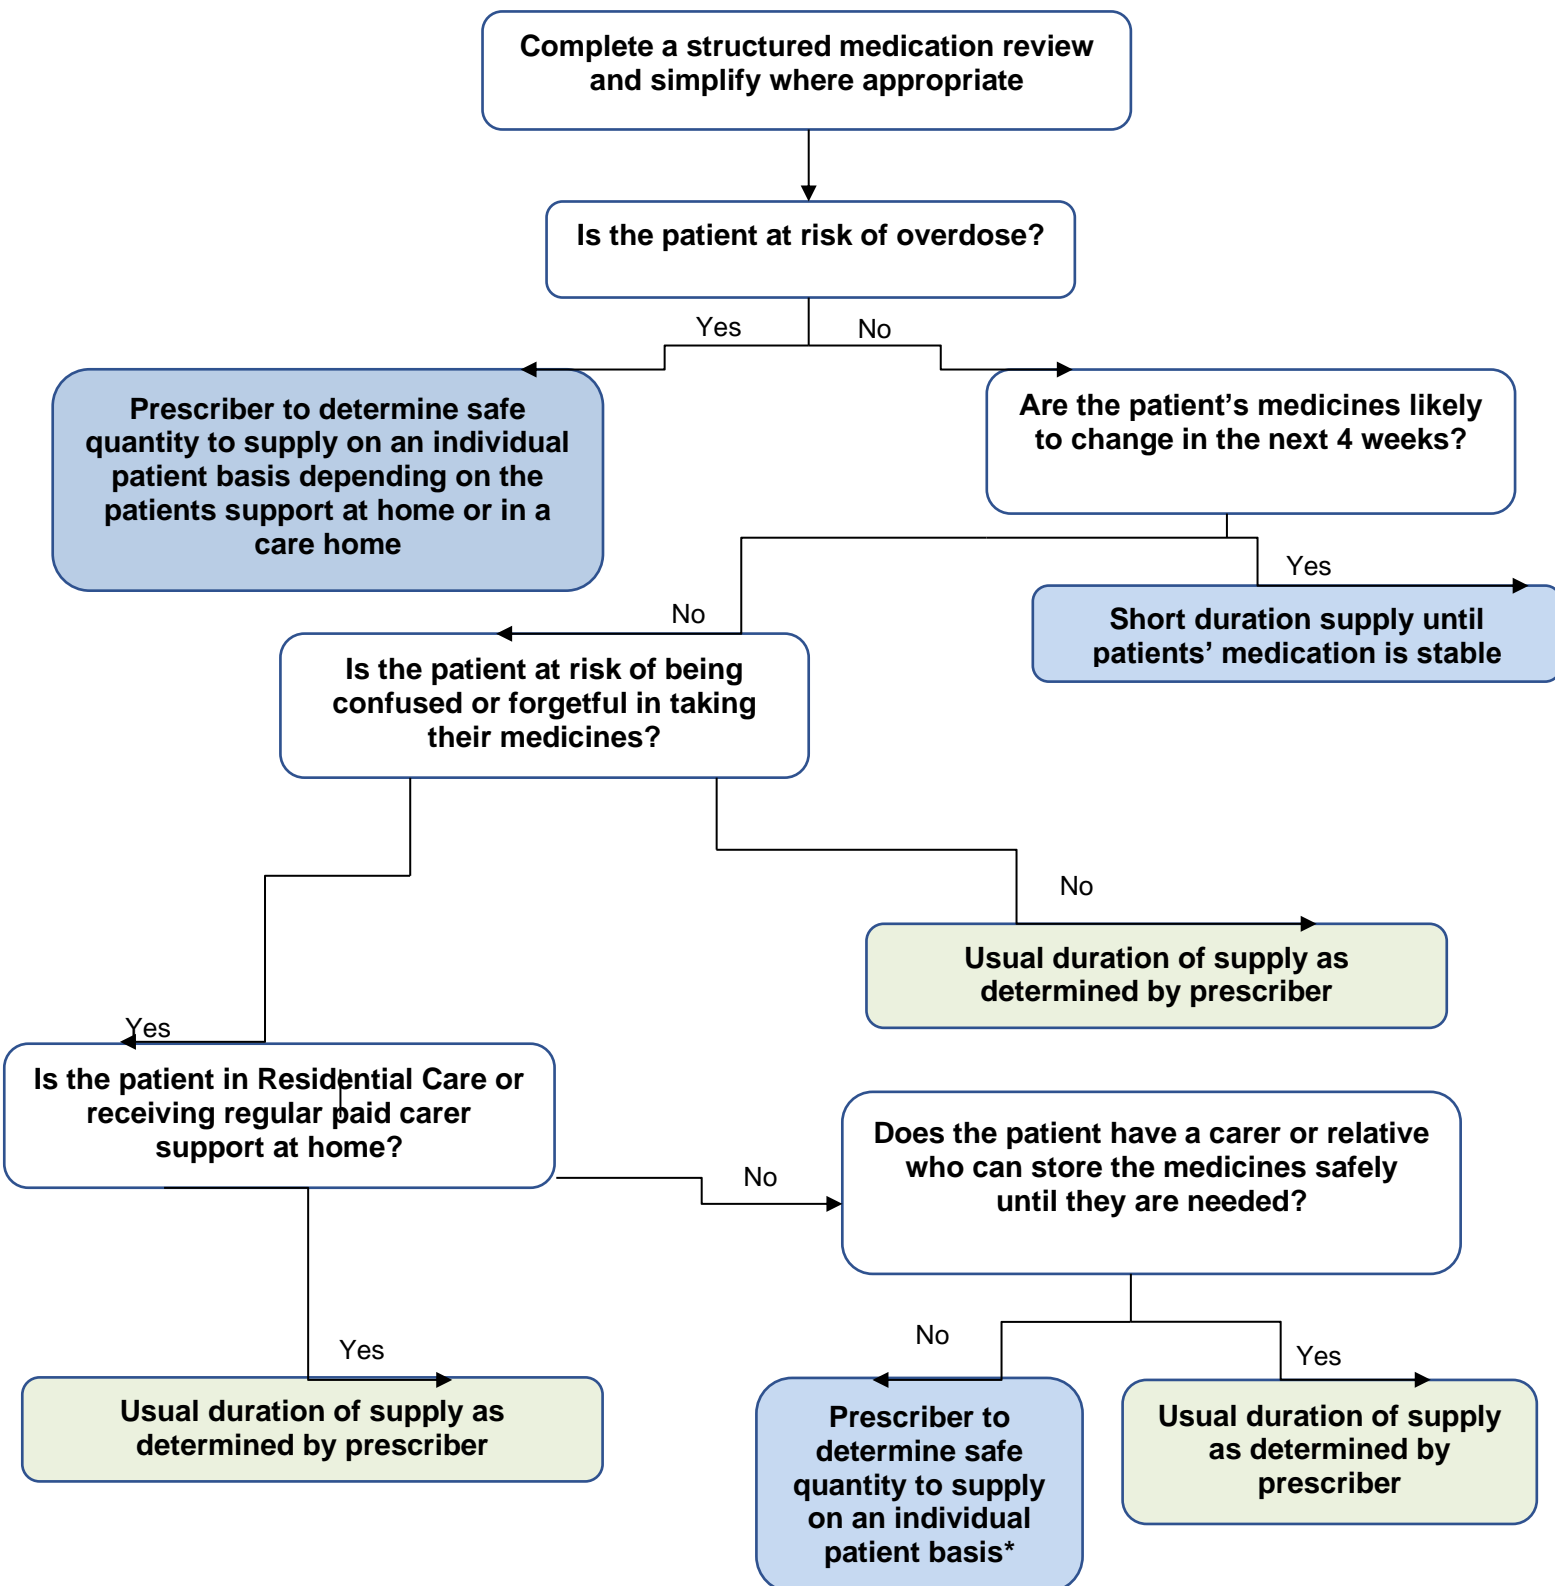 Complete a structured medication review
and simplify where appropriate
Is the patient at risk of overdose?
Yes
No
Prescriber to determine safe
quantity to supply on an individual
patient basis depending on the
patients support at home or in a
care home
Are the patient’s medicines likely
to change in the next 4 weeks?
Yes
No
Short duration supply until
patients’ medication is stable
Is the patient at risk of being
confused or forgetful in taking
their medicines?
No
Usual duration of supply as
determined by prescriber
Yes
Is the patient in Residential Care or
receiving regular paid carer
support at home?
No
Does the patient have a carer or relative
who can store the medicines safely
until they are needed?
Yes
Usual duration of supply as
determined by prescriber
No
Prescriber to
determine safe
quantity to supply
on an individual
patient basis*
Yes
Usual duration of supply
as determined by
prescriber